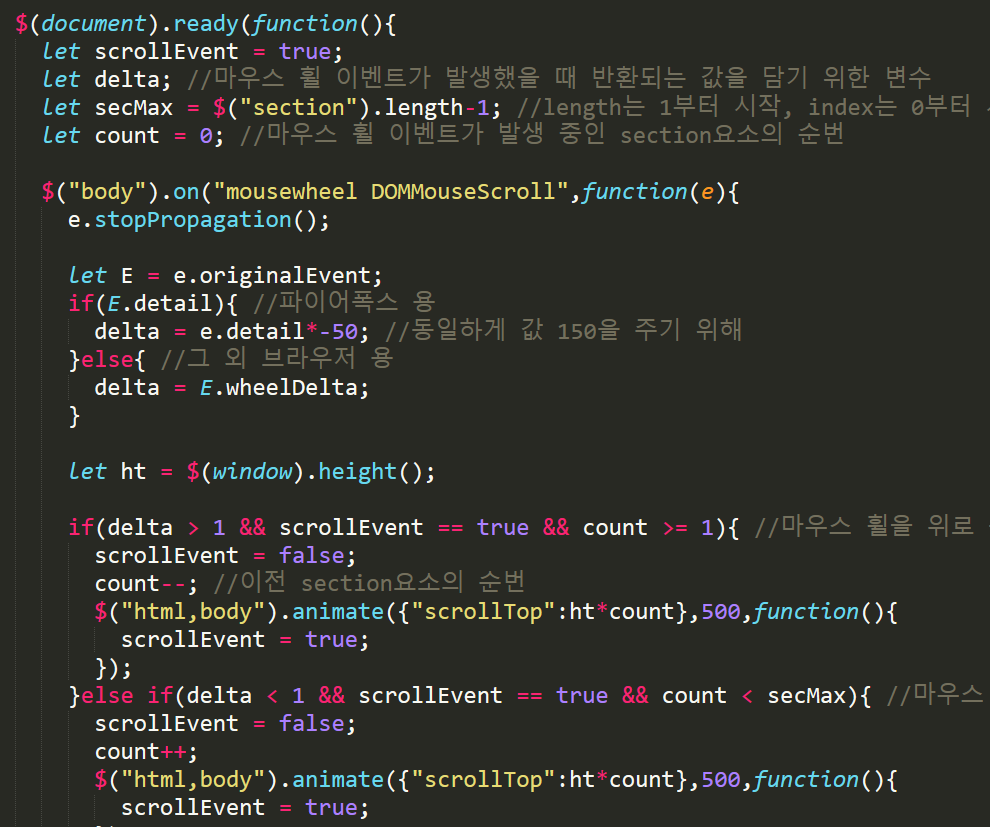 $(document).ready(function(){
let scrollEvent = true;
let delta; //마우스 휠 이벤트가 발생했을 때 반환되는 값을 담기 위한 변수
let secMax = $("section").length-1; //length는 1부터 시작, index는 0부터
let count = 0; //마우스 휠 이벤트가 발생 중인 section요소의 순번
$("body").on("mousewheel DOMMouseScroll",function(e){
e.stopPropagation();
let E = e.originalEvent;
if(E.detail){ //파이어폭스 용
delta = e.detail*-50; //동일하게 값 150을 주기 위해
}else{ //그 외 브라우저 용
delta = E.wheelDelta;
}
let ht = $(window).height();
if(delta > 1 && scrollEvent == true && count >= 1){ //마우스 휠을 위로
scrollEvent = false;
count--; //이전 section요소의 순번
$("html,body").animate({"scrollTop":ht*count},500,function(){
scrollEvent = true;
});
}else if(delta < 1 && scrollEvent == true && count < secMax){ //마우스
scrollEvent = false;
count++;
$("html,body").animate({"scrollTop":ht*count},500,function(){
scrollEvent = true;